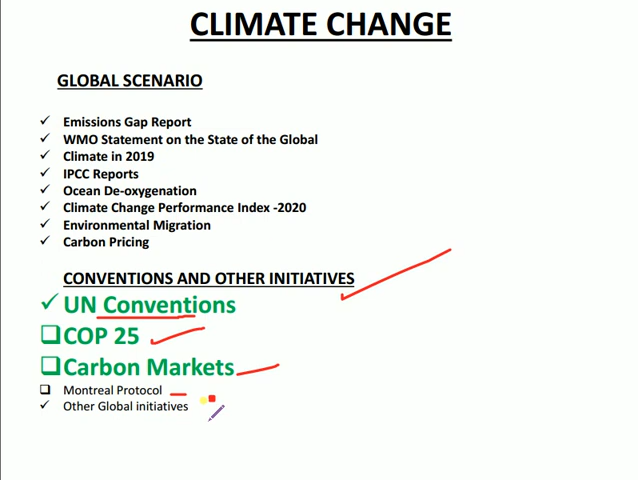 CLIMATE CHANGE
GLOBAL SCENARIO
Emissions Gap Report
WMO Statement on the State of the Global
Climate in 2019
IPCC Reports
Ocean De-oxygenation
Climate Change Performance Index -2020
Environmental Migration
Carbon Pricing
CONVENTIONS AND OTHER INITIATIVES
UN Conventions
COP 25
Carbon Markets
Montreal Protocol
Other Global initiatives